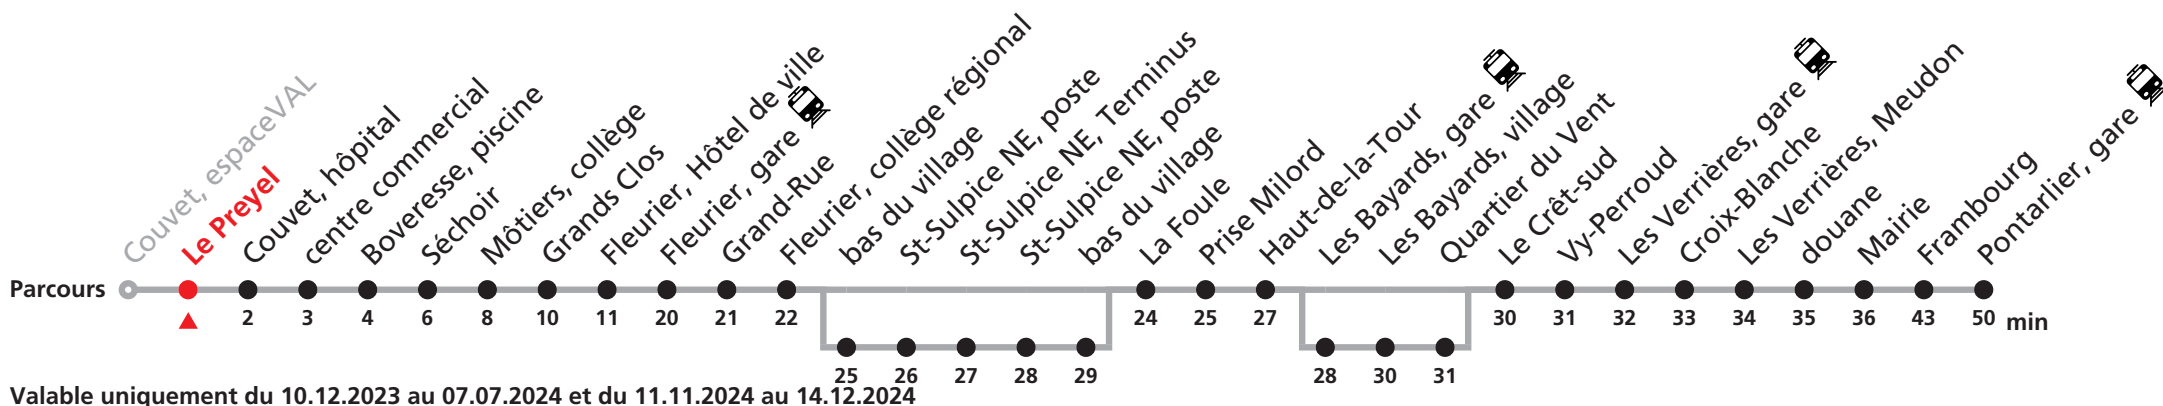 Couvet, espaceVAL
Le Preyel
Couvet, hôpital
centre commercial
Boveresse, piscine
Séchoir
Môtiers, collège
Grands Clos
Fleurier, Hôtel de ville
Fleurier, gare
Grand-Rue
Fleurier, collège régional
bas du village
St-Sulpice NE, poste
St-Sulpice NE, Terminus
St-Sulpice NE, poste
bas du village
La Foule
Prise Milord
Haut-de-la-Tour
Les Bayards, gare
Les Bayards, village
Quartier du Vent
Le Crêt-sud
Vy-Perroud
Les Verrières, gare
Croix-Blanche
Les Verrières, Meudon
douane
Mairie
Frambourg
Pontarlier, gare
Parcours
2 3 4 6 8 10 11 20 21 22 24 25 27 30 31 32 33 34 35 36 43 50 min
25 26 27 28 29 28 30 31
Valable uniquement du 10.12.2023 au 07.07.2024 et du 11.11.2024 au 14.12.2024